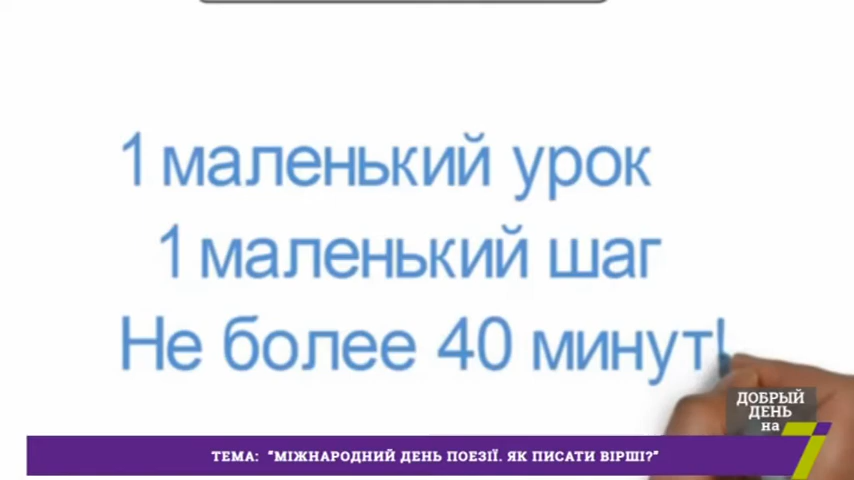 1 маленький урок
1 маленький шаг
Не более 40 минут!
ДОБРЫЙ
ДЕНЬ
на 7
ТЕМА: "МІЖНАРОДНИЙ ДЕНЬ ПОЕЗІЇ. ЯК ПИСАТИ ВІРШІ?"